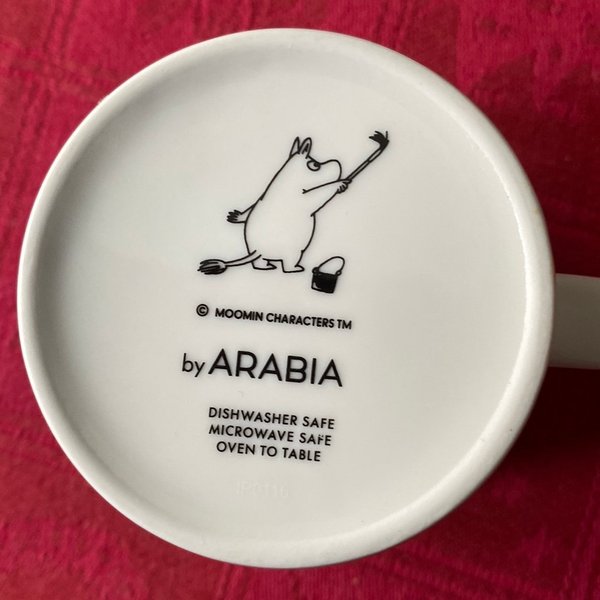 © MOOMIN CHARACTERS TM
by ARABIA
DISHWASHER SAFE
MICROWAVE SAFE
OVEN TO TABLE